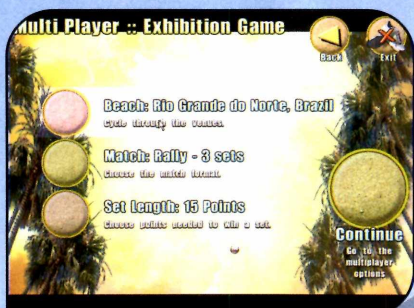 Multi Player :: Exhibition Game
Back
Exit
Beach: Rio Grande do Norte, Brazil
Cycle through the venues.
Match: Rally - 3 sets
Choose the match format.
Set Length: 15 Points
Choose points needed to win a set.
Continue
Go to the
multiplayer
options